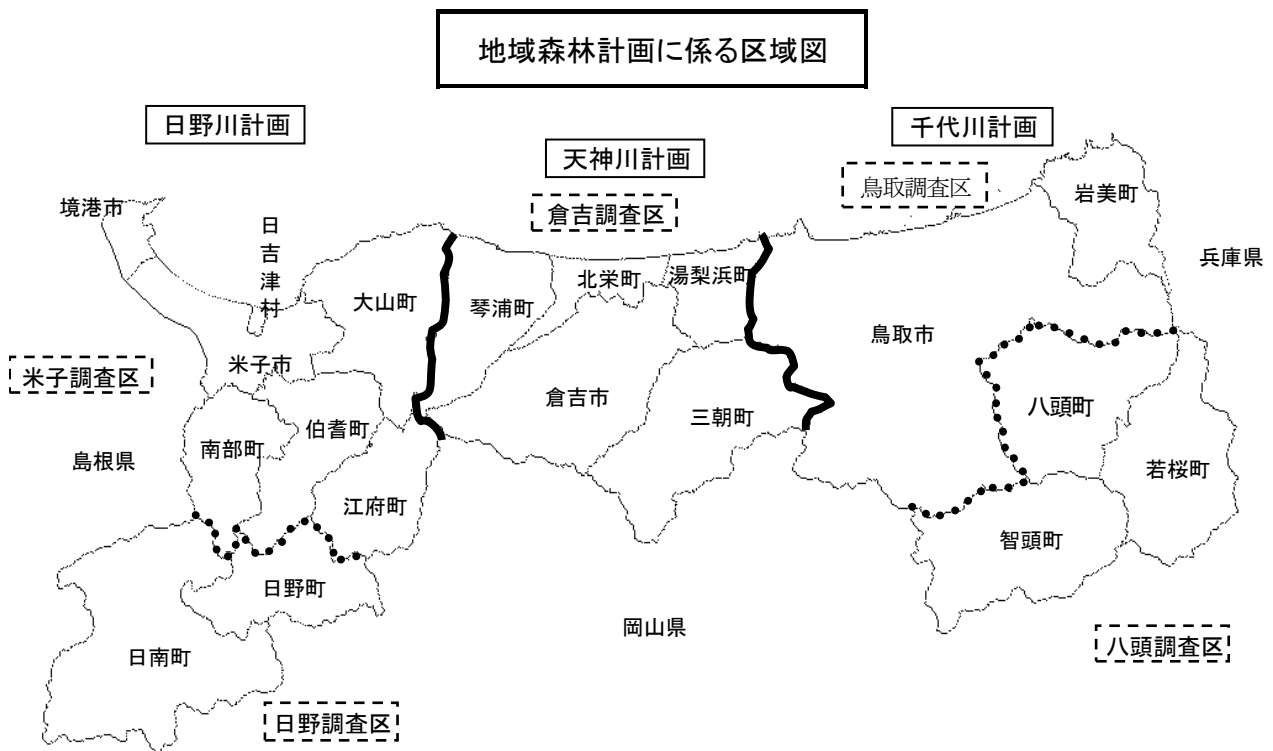 地域森林計画に係る区域図
日野川計画
天神川計画
千代川計画
鳥取調査区
倉吉調査区
岩美町
境港市
日吉津村
兵庫県
大山町
琴浦町
北栄町
湯梨浜町
鳥取市
米子市
米子調査区
倉吉市
八頭町
三朝町
伯耆町
南部町
島根県
若桜町
江府町
智頭町
日野町
岡山県
八頭調査区
日南町
日野調査区